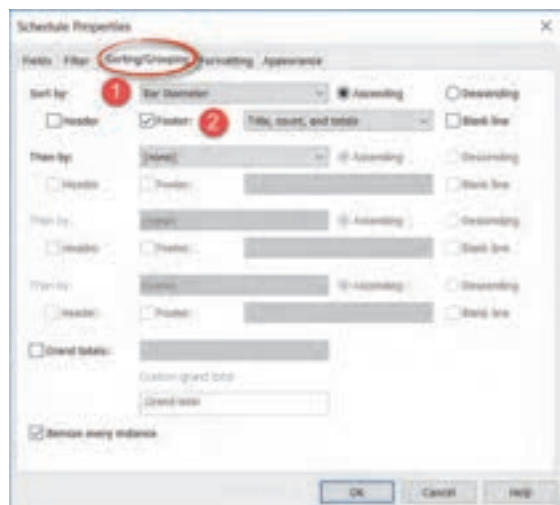 Schedule Properties
Fields Filter Sorting/Grouping Formatting Appearance
1
Sort by: Bar Diameter Ascending Descending
Header Footer: 2 Title, count, and totals Blank line
Then by: (none) Ascending Descending
Header Footer: Blank line
Then by: (none) Ascending Descending
Header Footer: Blank line
Then by: (none) Ascending Descending
Header Footer: Blank line
Grand totals:
Custom grand total
Grand total
Itemize every instance
OK Cancel Help